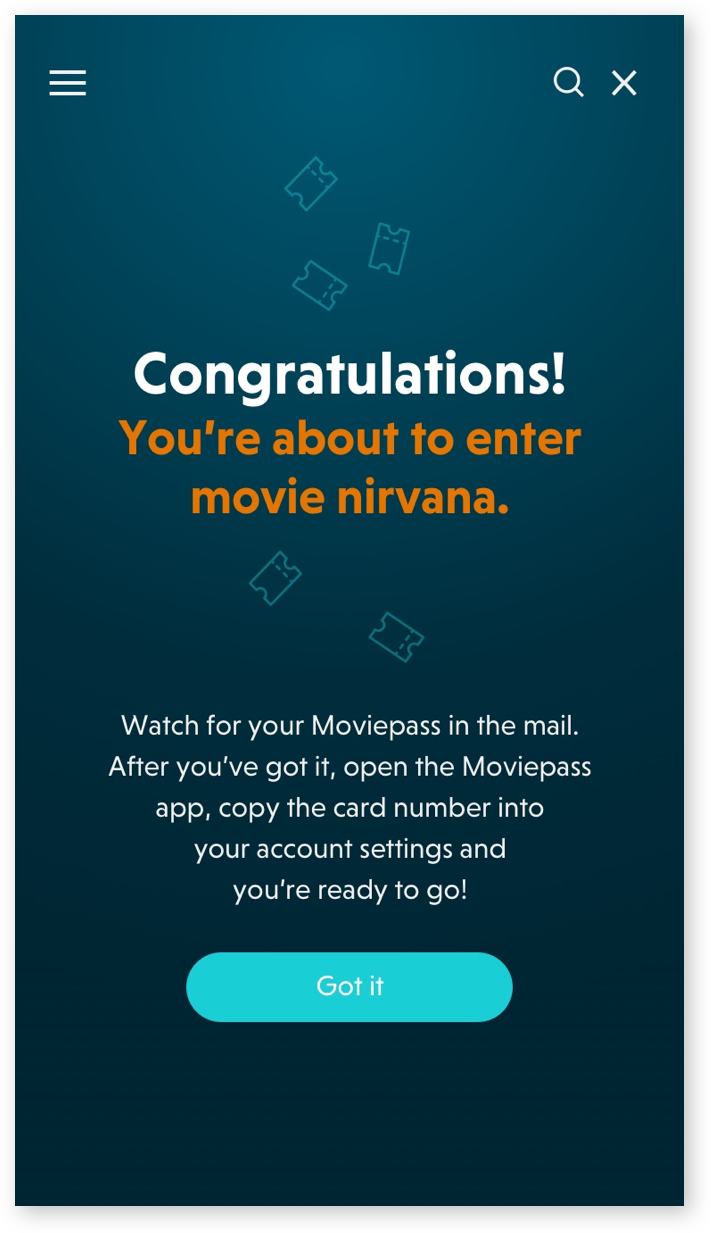 Congratulations!
You're about to enter
movie nirvana.
Watch for your Moviepass in the mail.
After you've got it, open the Moviepass
app, copy the card number into
your account settings and
you're ready to go!
Got it